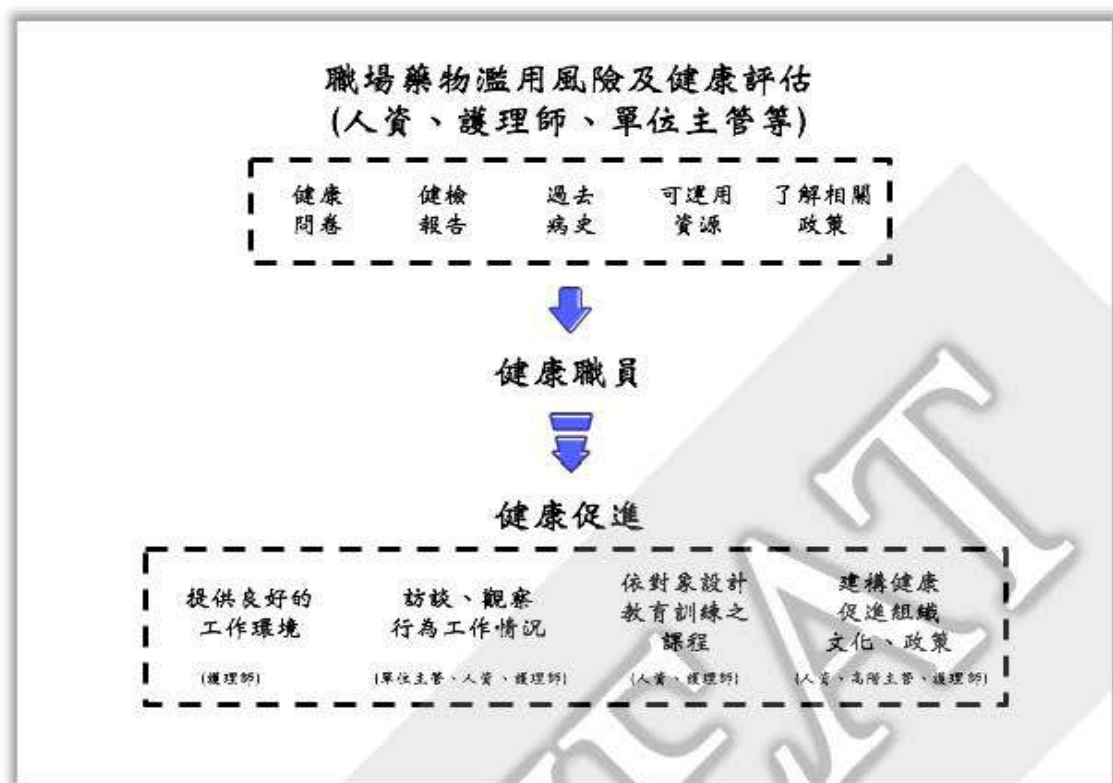 職場藥物濫用風險及健康評估
(人資、護理師、單位主管等)
健康 健檢 過去 可運用 了解相關
問卷 報告 病史 資源 政策
健康職員
健康促進
提供良好的
工作環境
(護理師)
訪談、觀察
行為工作情況
(單位主管、人資、護理師)
依對象設計
教育訓練之
課程
(人資、護理師)
建構健康
促進組織
文化、政策
(人資、高階主管、護理師)